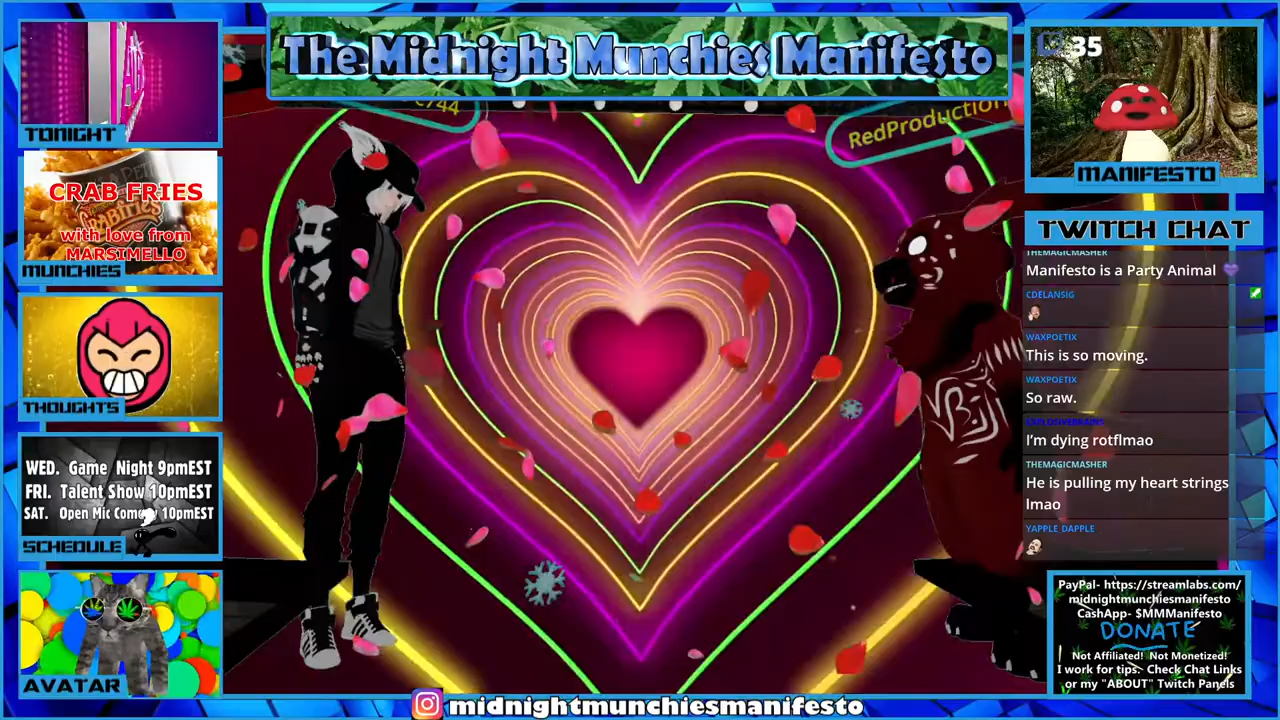 The Midnight Munchies Manifesto
TONIGHT
CRAB FRIES
with love from
MARSIMELLO
MUNCHIES
THOUGHTS
WED. Game Night 9pmEST
FRI. Talent Show 10pmEST
SAT. Open Mic Comedy 10pmEST
SCHEDULE
AVATAR
c744
RedProduction
35
MANIFESTO
TWITCH CHAT
THEMAGICMASHER
Manifesto is a Party Animal 💜
CDELANSIG
WAXPOETIX
This is so moving.
WAXPOETIX
So raw.
EXPLOSIVEBRAINS
I'm dying rotflmao
THEMAGICMASHER
He is pulling my heart strings
lmao
YAPPLE DAPPLE
PayPal- https://streamlabs.com/
midnightmunchiesmanifesto
CashApp- $MMManifesto
DONATE
Not Affiliated! Not Monetized!
I work for tips- Check Chat Links
or my "ABOUT" Twitch Panels
midnightmunchiesmanifesto